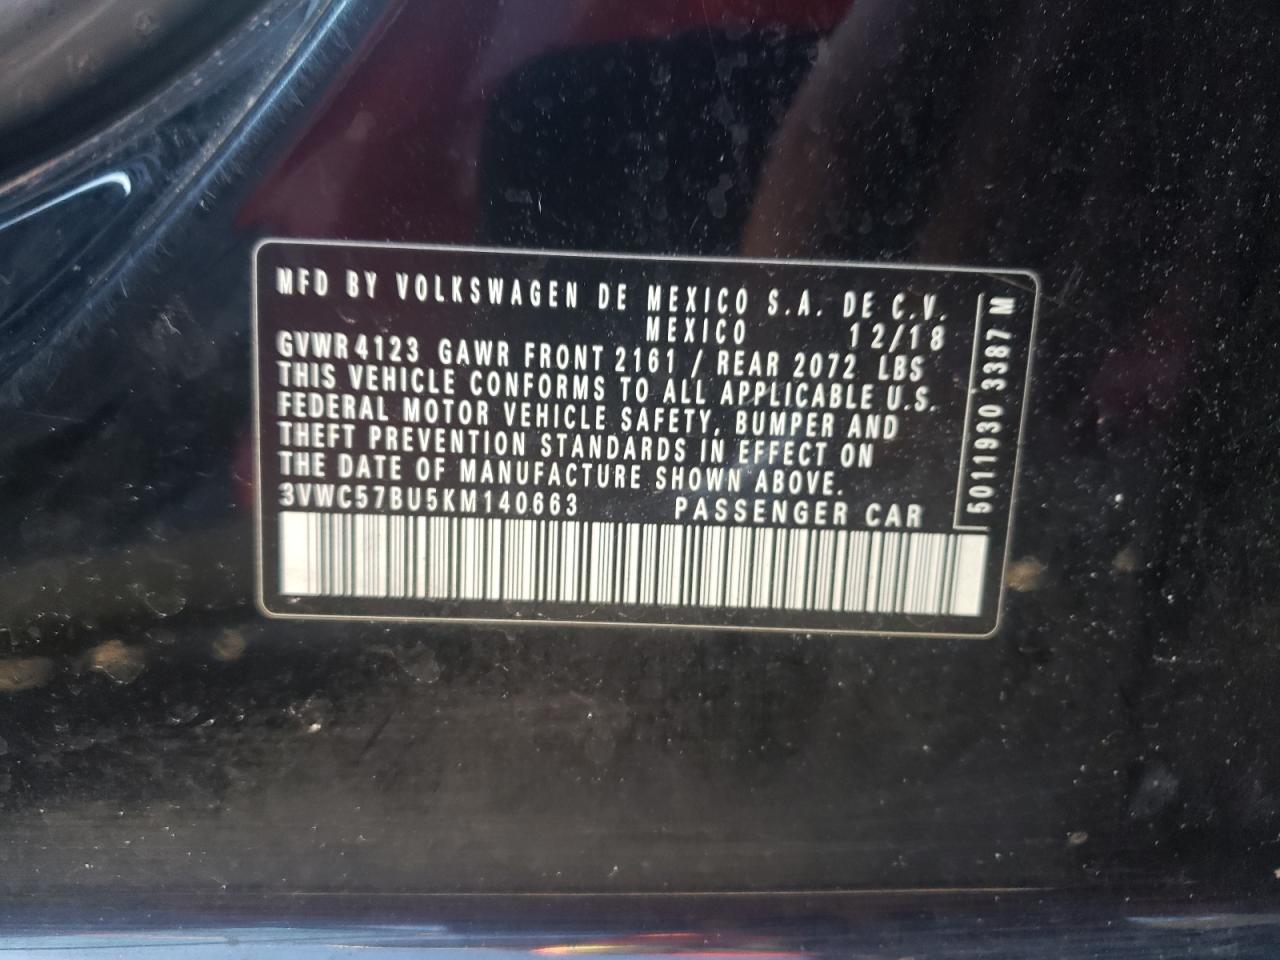 MFD BY VOLKSWAGEN DE MEXICO S.A. DE C.V.
MEXICO 12/18
GVWR 4123 GAWR FRONT 2161 / REAR 2072 LBS
THIS VEHICLE CONFORMS TO ALL APPLICABLE U.S.
FEDERAL MOTOR VEHICLE SAFETY, BUMPER AND
THEFT PREVENTION STANDARDS IN EFFECT ON
THE DATE OF MANUFACTURE SHOWN ABOVE.
3VWC57BU5KM140663 PASSENGER CAR
5011930 3387 M